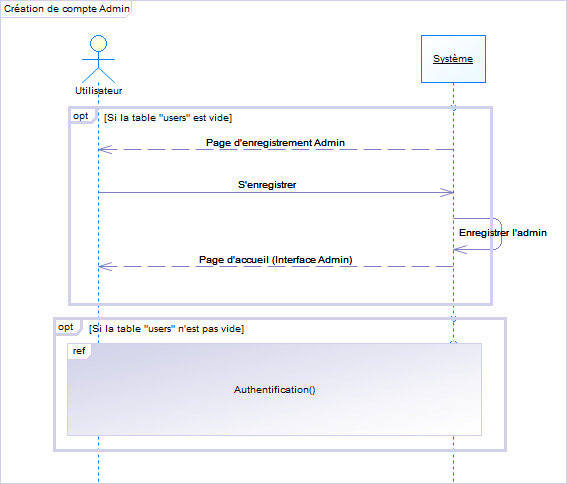 Création de compte Admin
Utilisateur
Système
opt
[Si la table "users" est vide]
Page d'enregistrement Admin
S'enregistrer
Enregistrer l'admin
Page d'accueil (Interface Admin)
opt
[Si la table "users" n'est pas vide]
ref
Authentification()